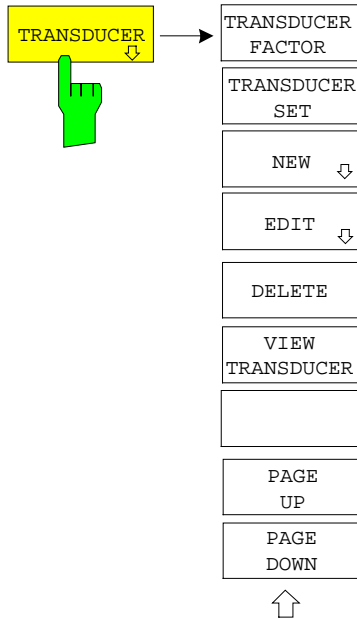 TRANSDUCER
TRANSDUCER
FACTOR
TRANSDUCER
SET
NEW
EDIT
DELETE
VIEW
TRANSDUCER
PAGE
UP
PAGE
DOWN